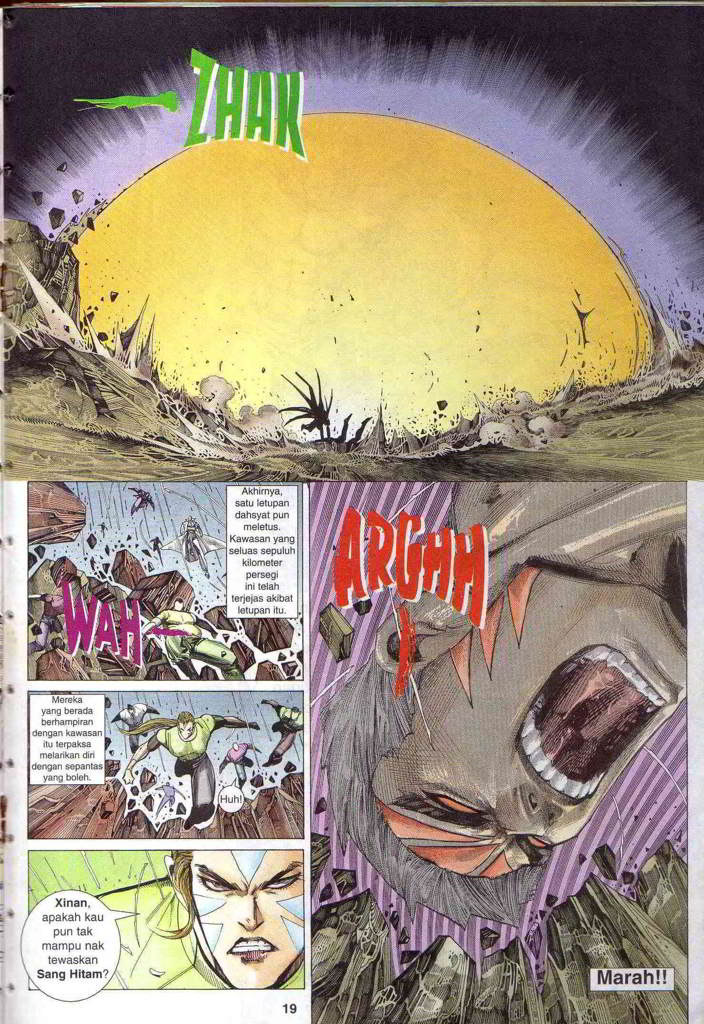 ZHAK
Akhirnya,
satu letupan
dahsyat pun
meletus.
Kawasan yang
seluas sepuluh
kilometer
persegi
ini telah
terjejas akibat
letupan itu.
WAH
Mereka
yang berada
berhampiran
dengan kawasan
itu terpaksa
melarikan diri
dengan sepantas
yang boleh.
Huh!
Xinan,
apakah kau
pun tak
mampu nak
tewaskan
Sang Hitam?
ARGHH
Marah!!
19